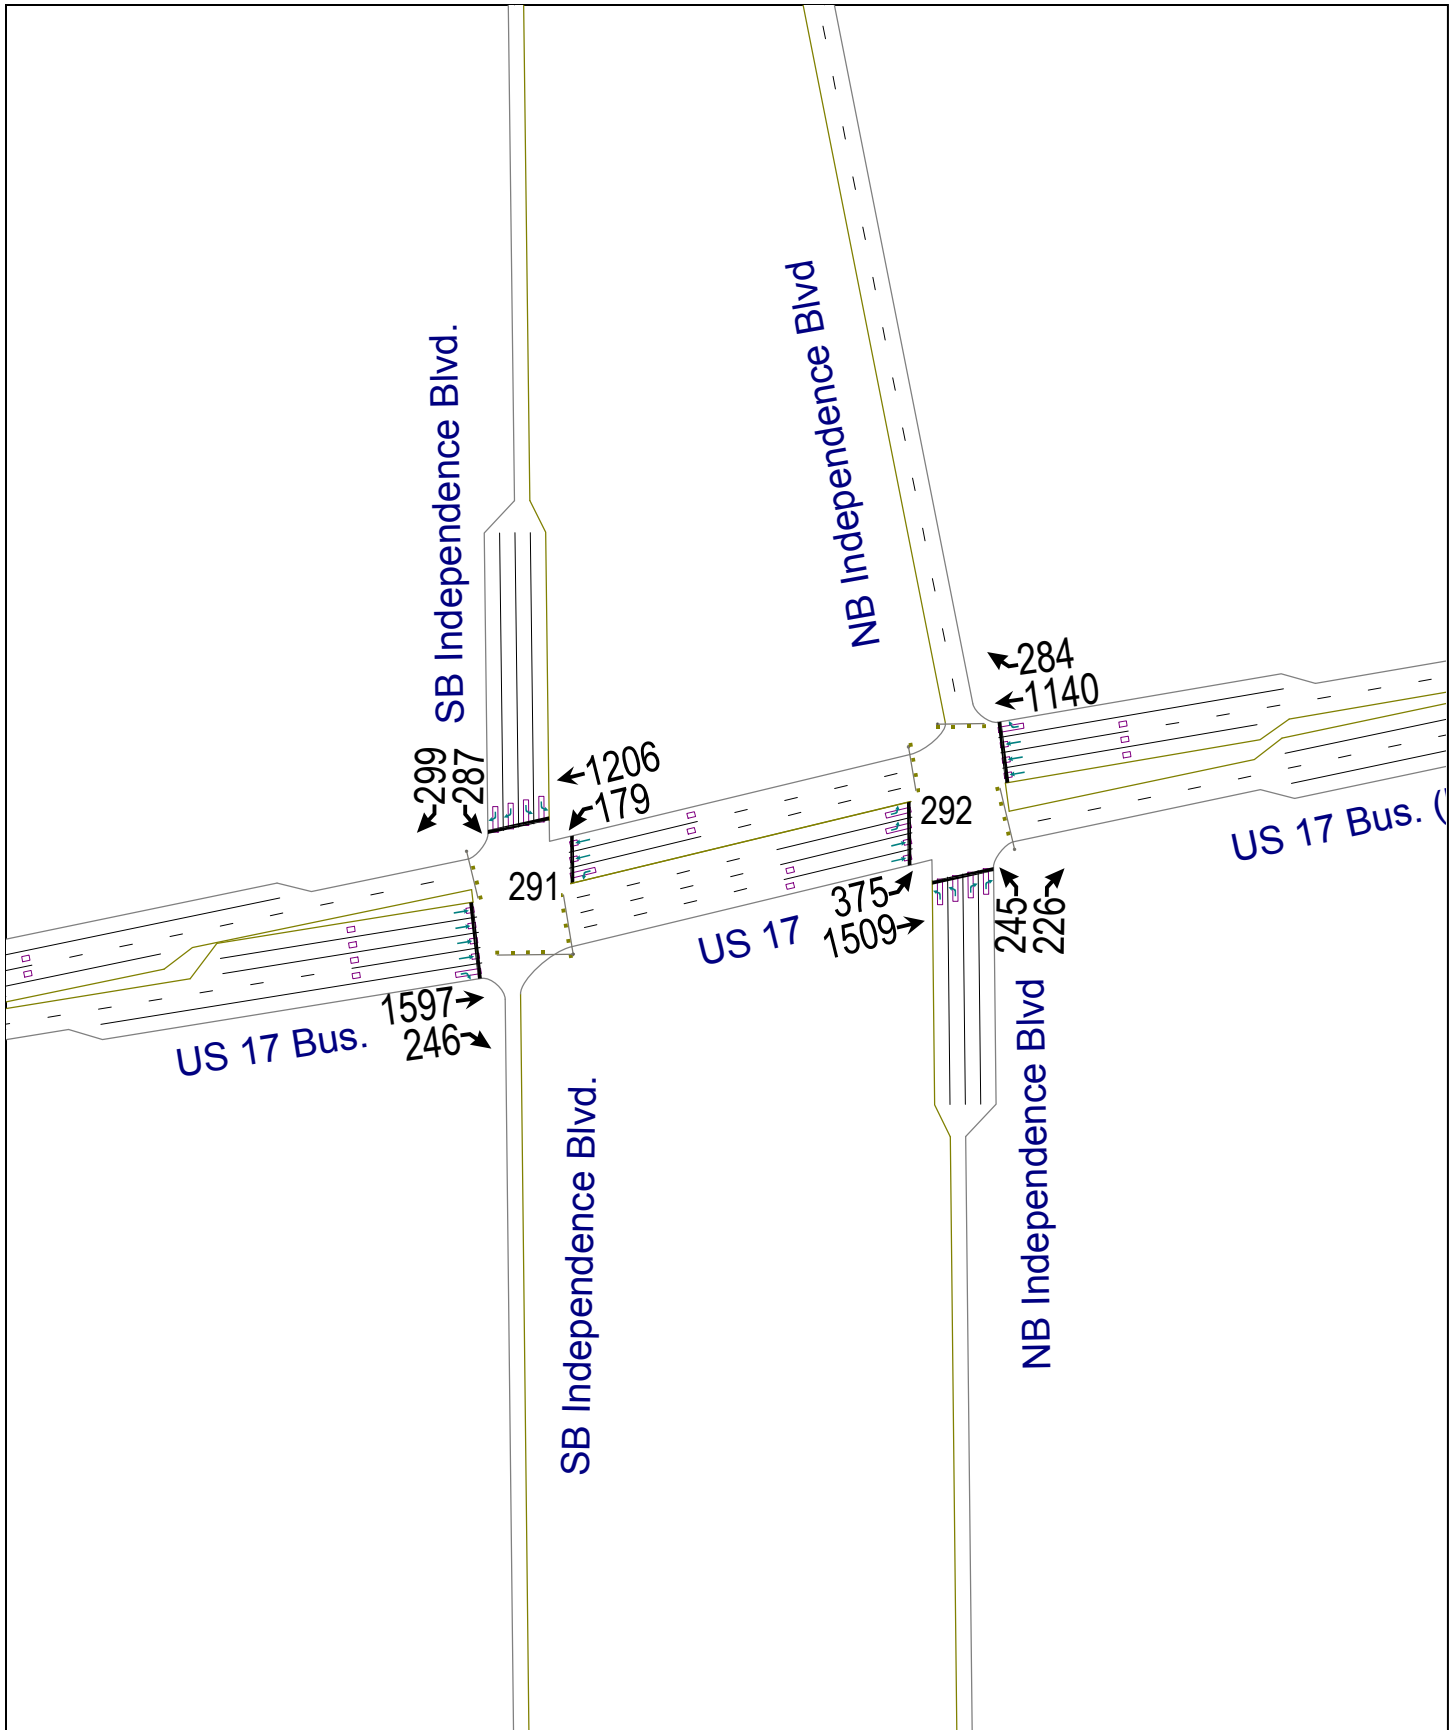 NB Independence Blvd
SB Independence Blvd.
284
1140
299
287
1206
179
292
291
US 17 Bus. (
375
1509
US 17
245
226
1597
246
US 17 Bus.
NB Independence Blvd
SB Independence Blvd.